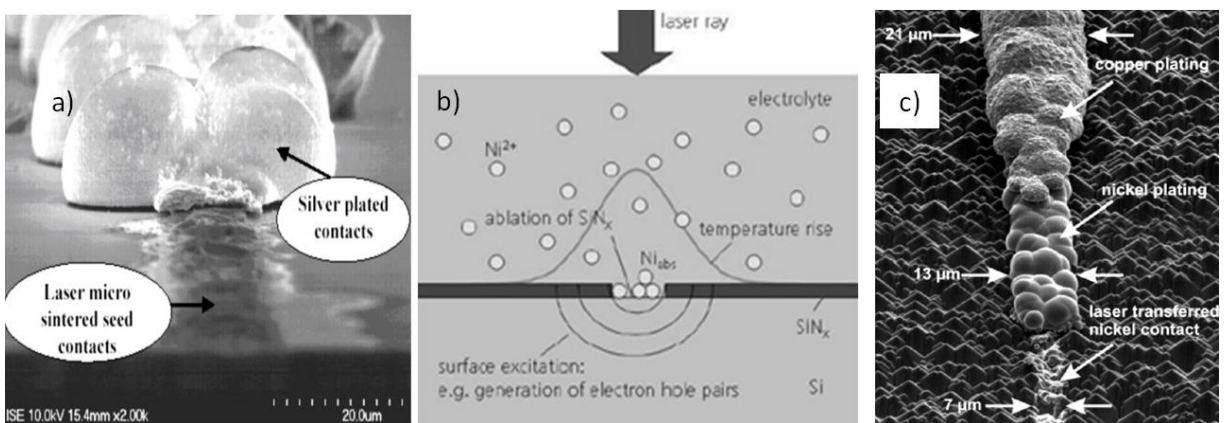 a)
Silver plated
contacts
Laser micro
sintered seed
contacts
ISE 10.0kV 15.4mm x2.00k
20.0um
b)
laser ray
electrolyte
Ni2+
ablation of SiNx
temperature rise
Niabs
SiNx
surface excitation:
e.g. generation of electron hole pairs
Si
c)
21 µm
copper plating
nickel plating
13 µm
laser transferred
nickel contact
7 µm